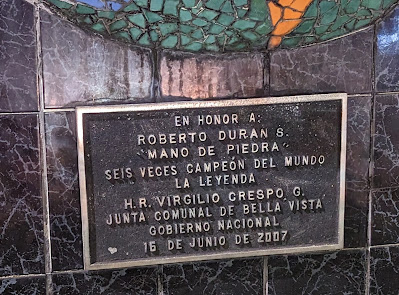 EN HONOR A:
ROBERTO DURAN S.
"MANO DE PIEDRA"
SEIS VECES CAMPEÓN DEL MUNDO
LA LEYENDA
H.R. VIRGILIO CRESPO G.
JUNTA COMUNAL DE BELLA VISTA
GOBIERNO NACIONAL
16 DE JUNIO DE 2007